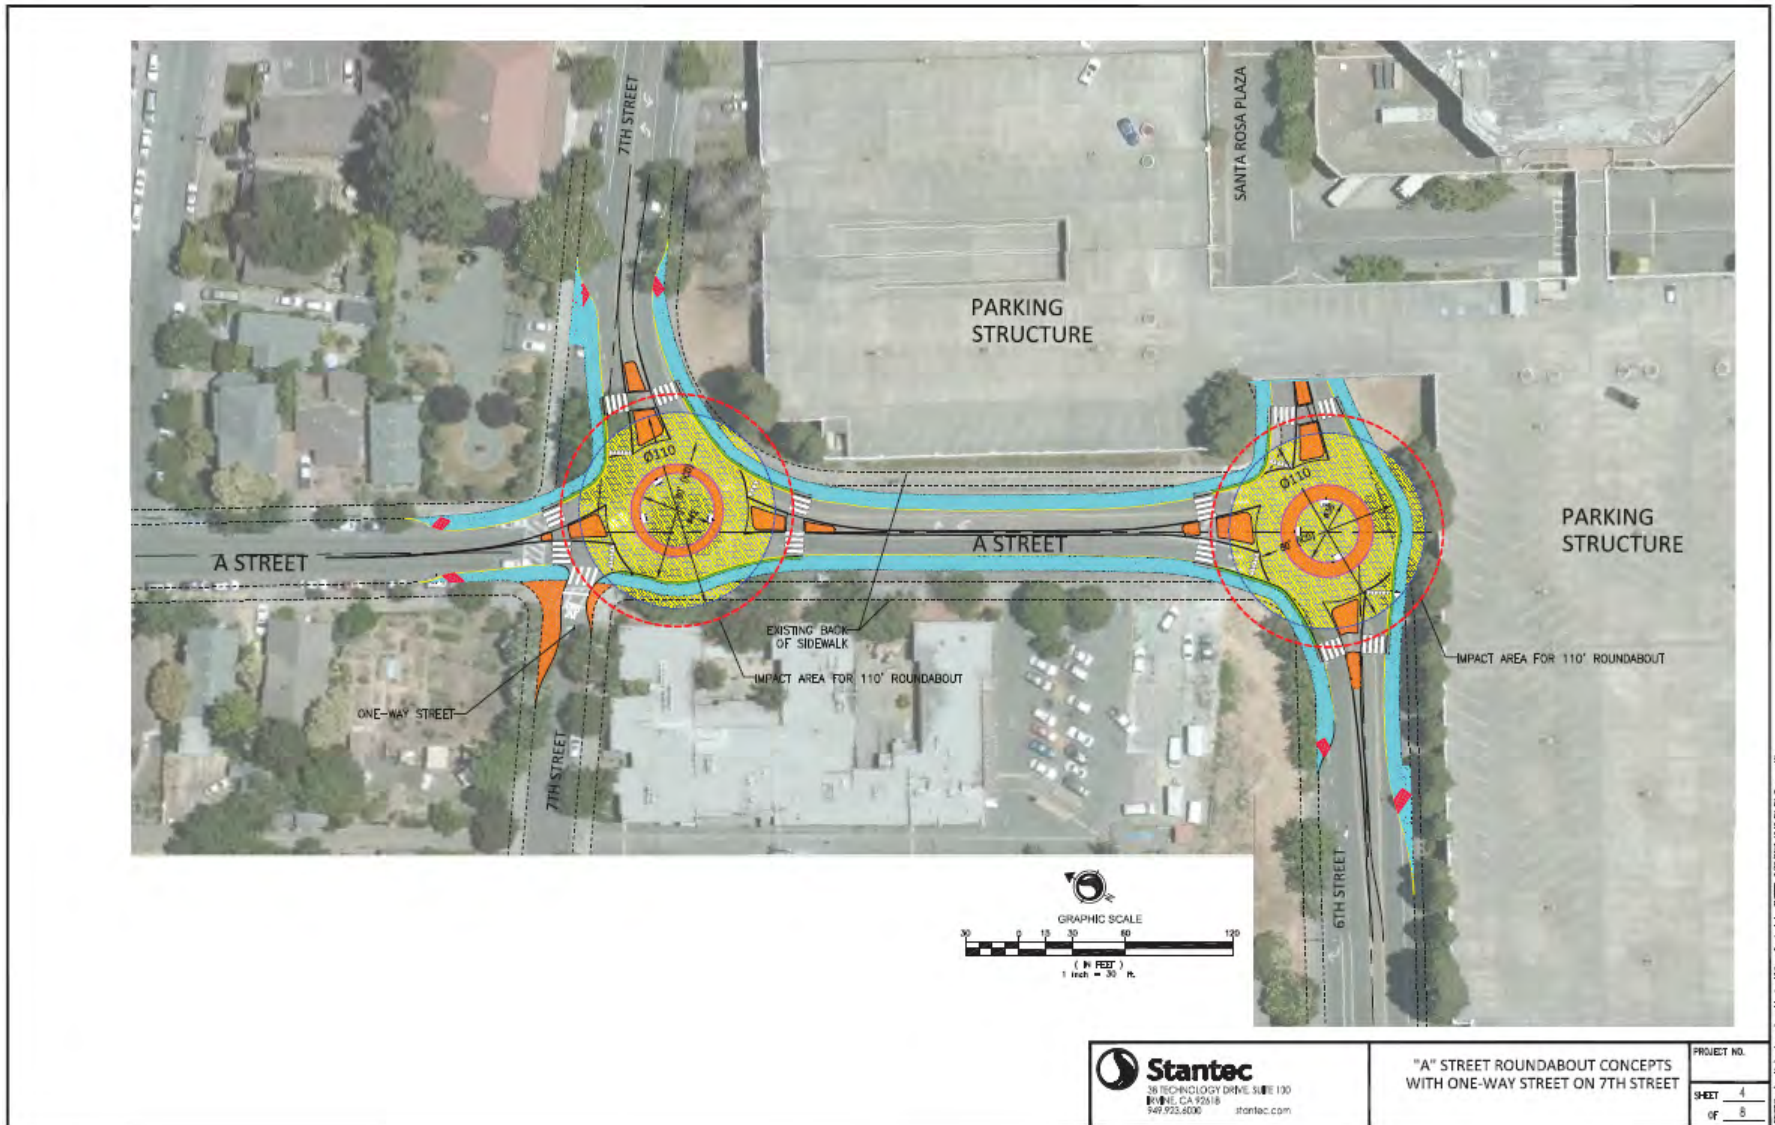 7TH STREET
SANTA ROSA PLAZA
PARKING
STRUCTURE
Ø110
Ø110
PARKING
STRUCTURE
A STREET
A STREET
EXISTING BACK
OF SIDEWALK
IMPACT AREA FOR 110' ROUNDABOUT
IMPACT AREA FOR 110' ROUNDABOUT
ONE-WAY STREET
7TH STREET
6TH STREET
N
GRAPHIC SCALE
30 0 15 30 60 120
( IN FEET )
1 inch = 30 ft.
Stantec
38 TECHNOLOGY DRIVE, SUITE 100
IRVINE, CA 92618
949.923.6000 stantec.com
"A" STREET ROUNDABOUT CONCEPTS
WITH ONE-WAY STREET ON 7TH STREET
PROJECT NO.
SHEET 4
OF 8